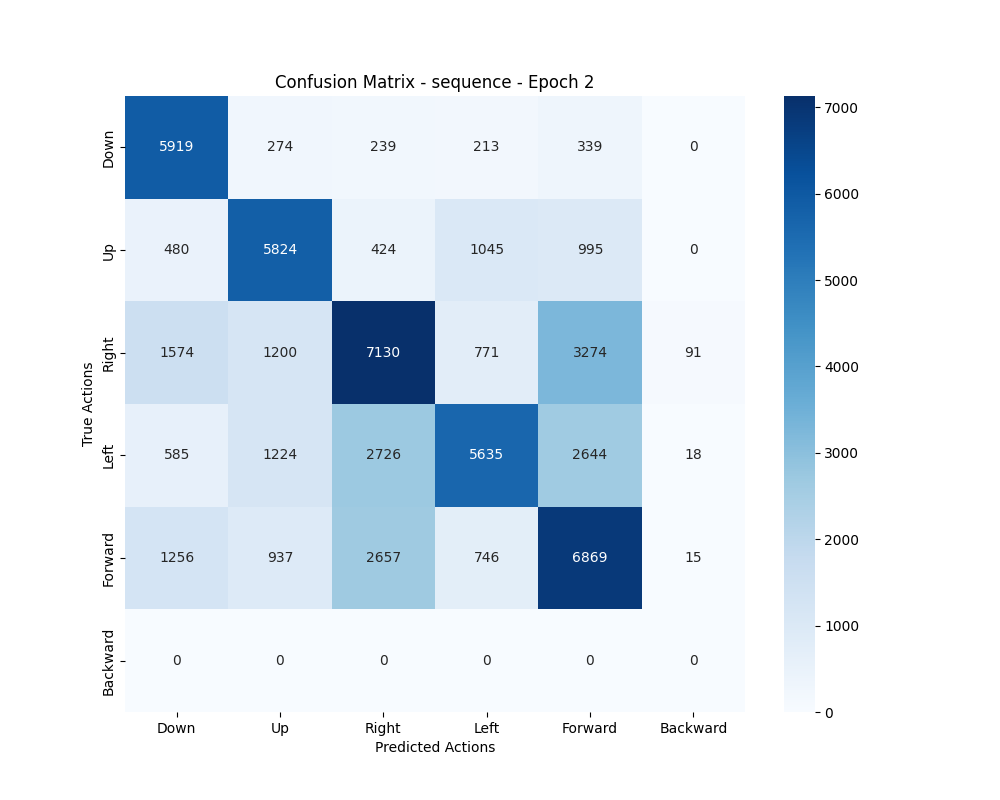 Confusion Matrix - sequence - Epoch 2
True Actions
Down 5919 274 239 213 339 0
Up 480 5824 424 1045 995 0
Right 1574 1200 7130 771 3274 91
Left 585 1224 2726 5635 2644 18
Forward 1256 937 2657 746 6869 15
Backward 0 0 0 0 0 0
Down Up Right Left Forward Backward
Predicted Actions
7000
6000
5000
4000
3000
2000
1000
0